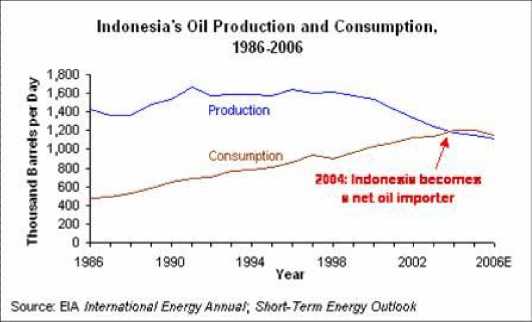 Indonesia's Oil Production and Consumption,
1986-2006
Thousand Barrels per Day
1,800
1,600
1,400
1,200
1,000
800
600
400
200
0
Production
Consumption
2004: Indonesia becomes
a net oil importer
1986
1990
1994
1998
2002
2006E
Year
Source: EIA International Energy Annual; Short-Term Energy Outlook